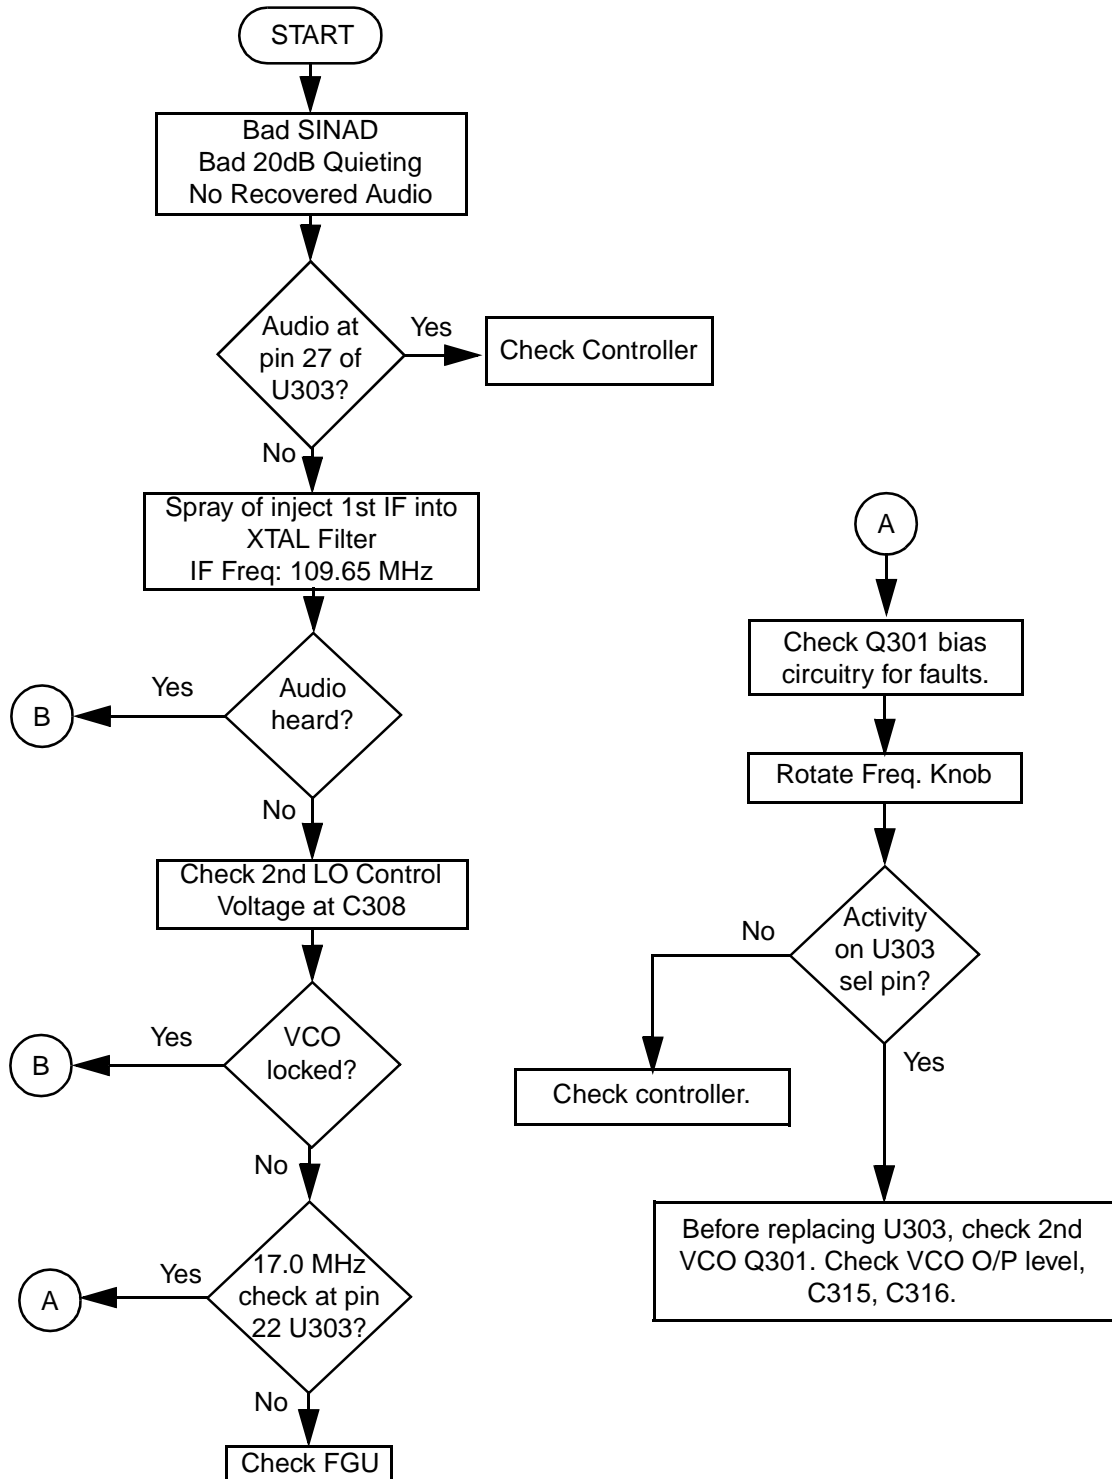 START
Bad SINAD
Bad 20dB Quieting
No Recovered Audio
Audio at
pin 27 of
U303?
Yes
Check Controller
No
Spray of inject 1st IF into
XTAL Filter
IF Freq: 109.65 MHz
Audio
heard?
Yes
B
No
Check 2nd LO Control
Voltage at C308
VCO
locked?
Yes
B
No
17.0 MHz
check at pin
22 U303?
Yes
A
No
Check FGU
A
Check Q301 bias
circuitry for faults.
Rotate Freq. Knob
Activity
on U303
sel pin?
No
Check controller.
Yes
Before replacing U303, check 2nd
VCO Q301. Check VCO O/P level,
C315, C316.